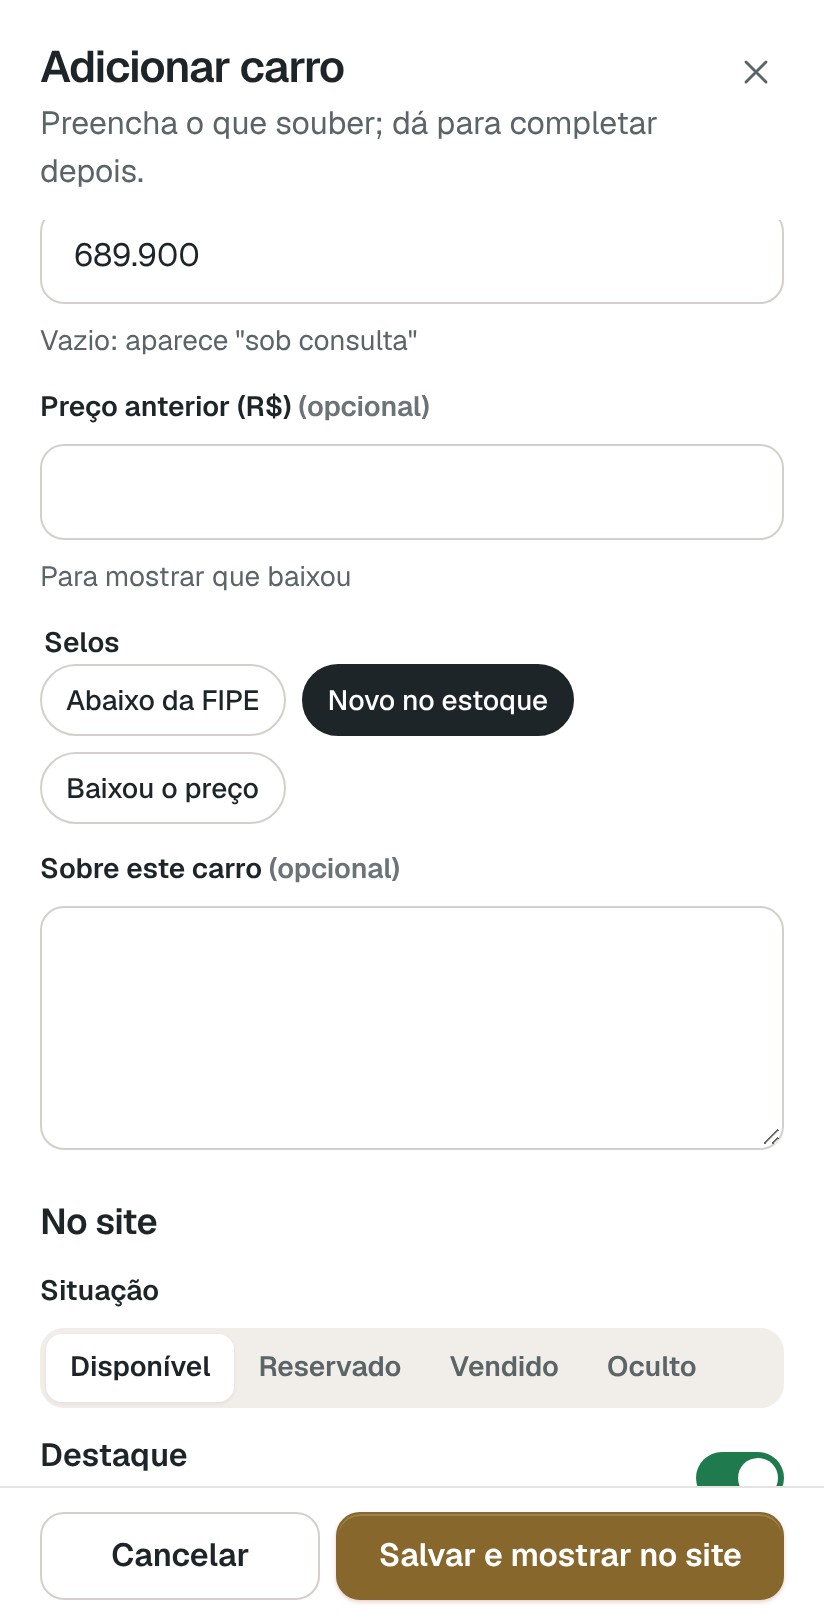 Adicionar carro
Preencha o que souber; dá para completar
depois.
689.900
Vazio: aparece "sob consulta"
Preço anterior (R$) (opcional)
Para mostrar que baixou
Selos
Abaixo da FIPE
Novo no estoque
Baixou o preço
Sobre este carro (opcional)
No site
Situação
Disponível
Reservado
Vendido
Oculto
Destaque
Cancelar
Salvar e mostrar no site